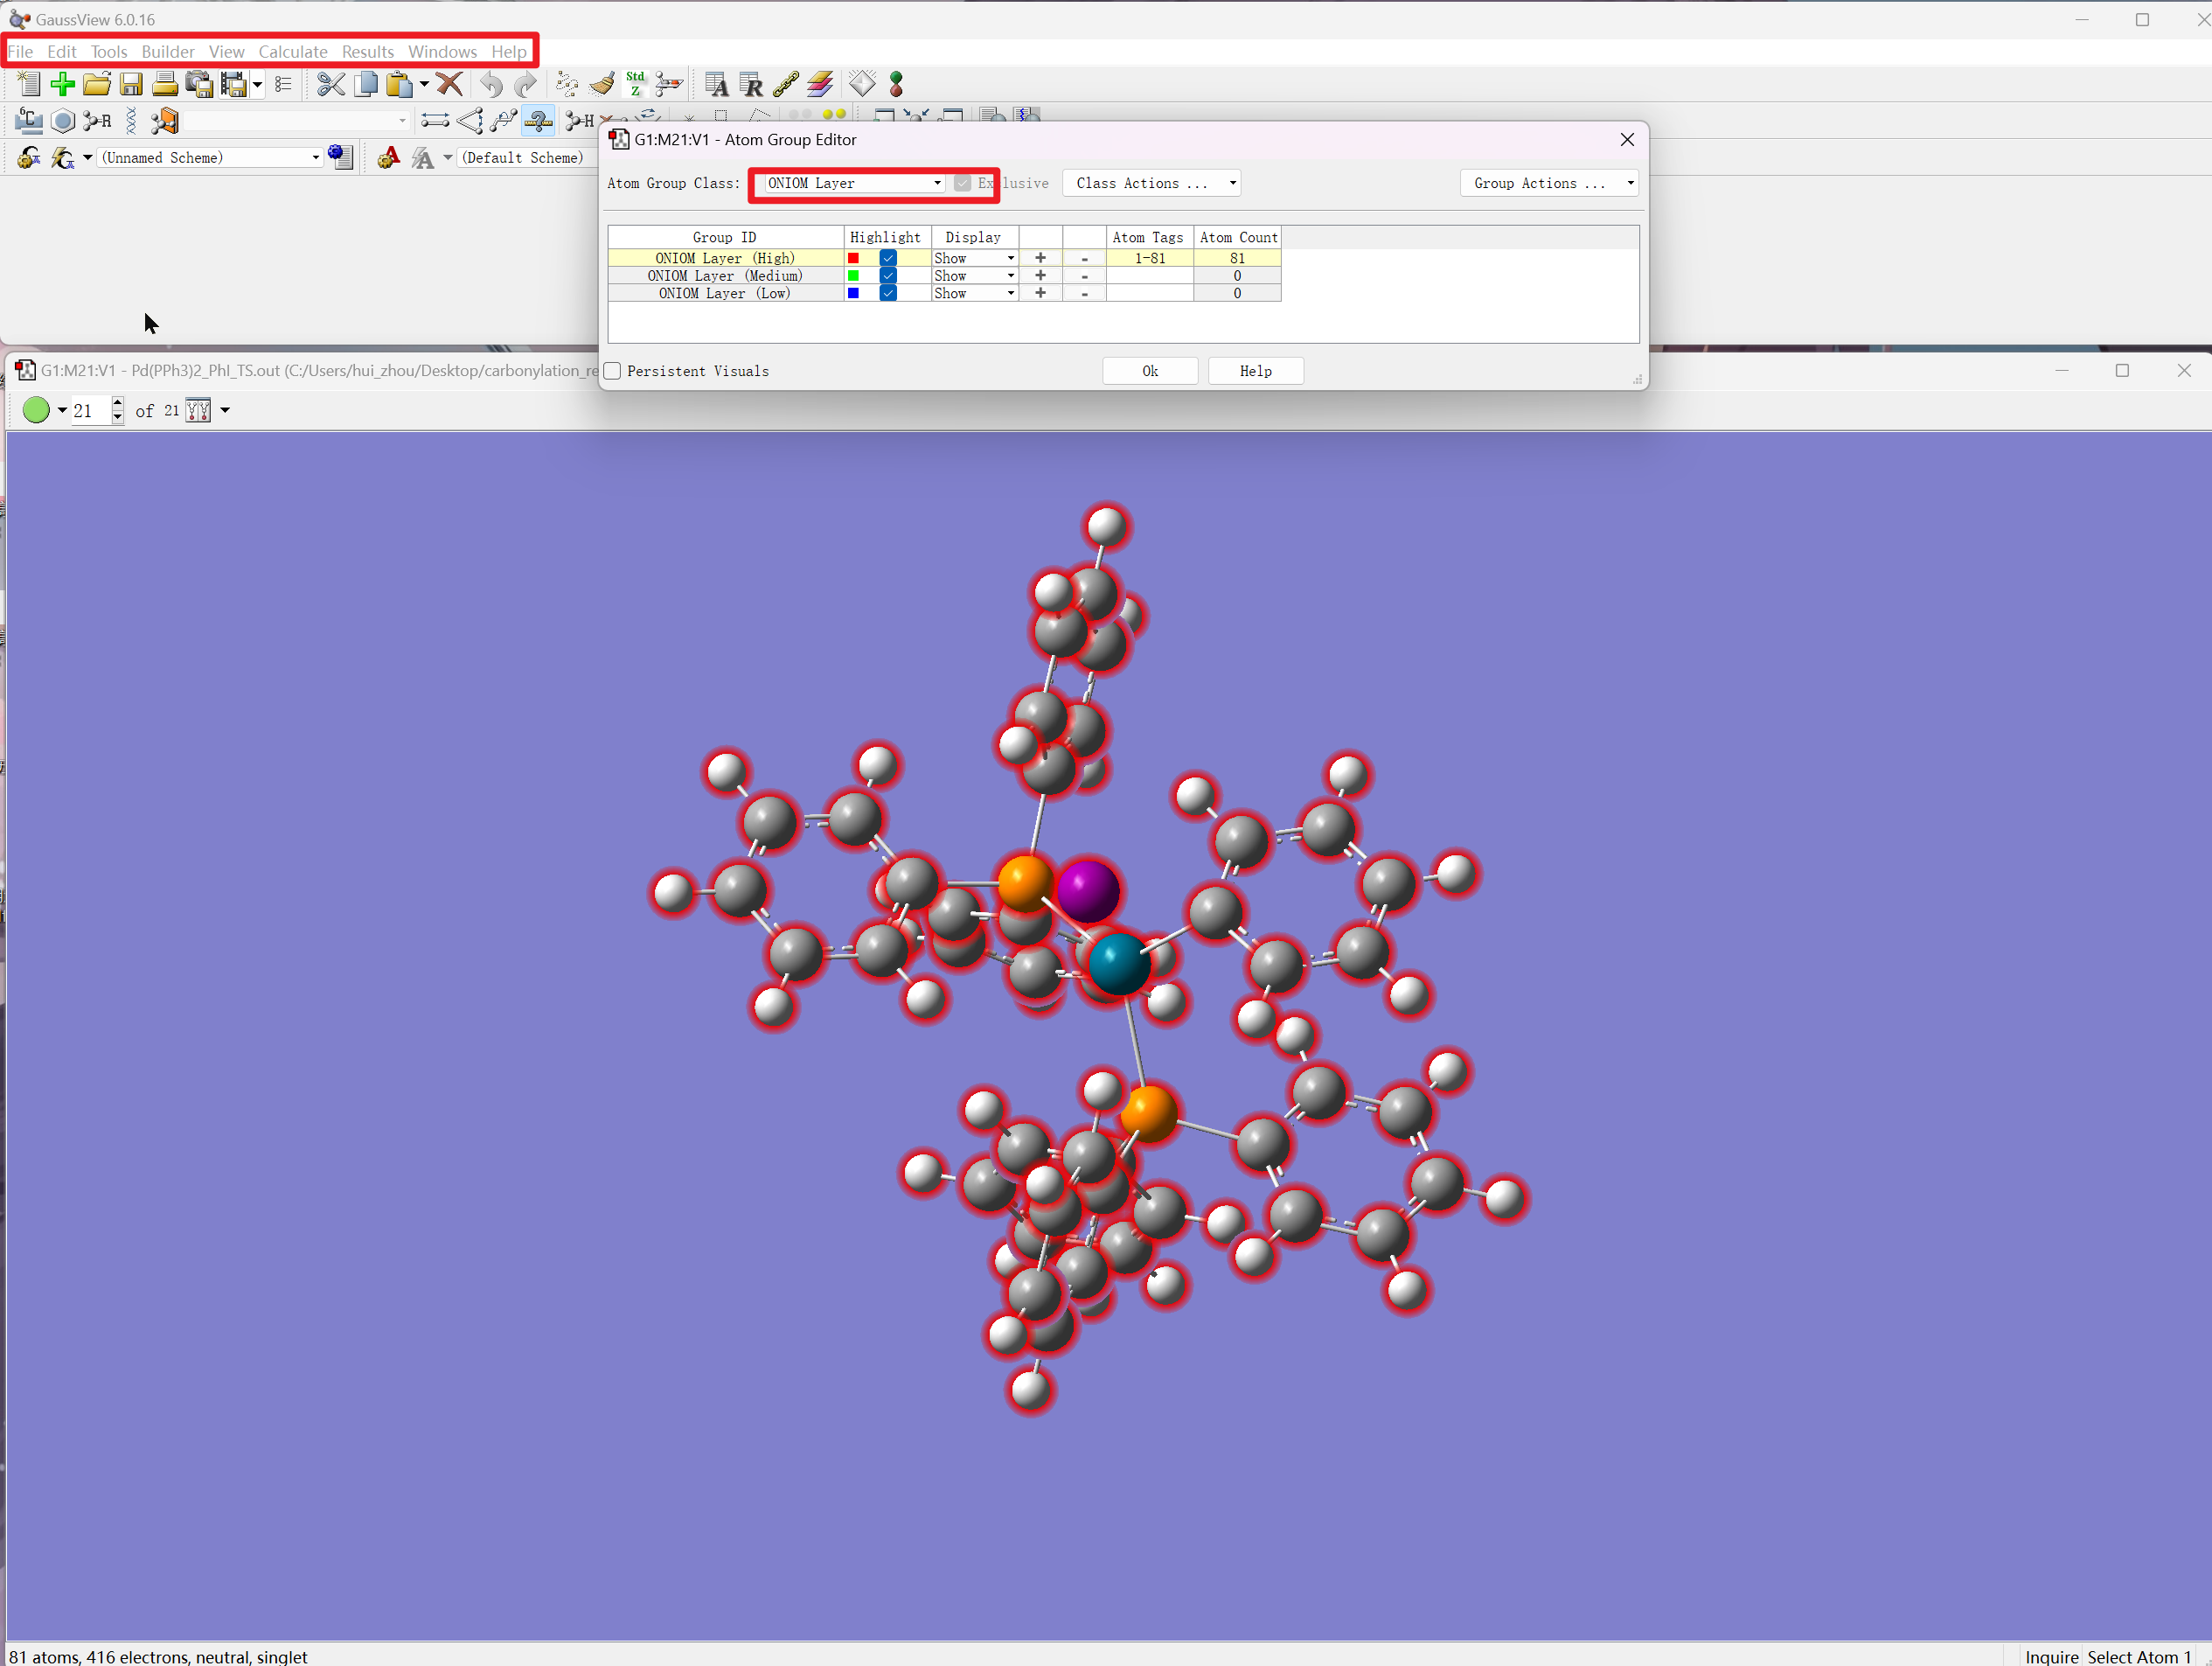 GaussView 6.0.16
File Edit Tools Builder View Calculate Results Windows Help
Std Z A R
6C R H
(Unnamed Scheme) A (Default Scheme)
G1:M21:V1 - Atom Group Editor
Atom Group Class: ONIOM Layer Exclusive Class Actions ... Group Actions ...
Group ID Highlight Display Atom Tags Atom Count
ONIOM Layer (High) Show + - 1-81 81
ONIOM Layer (Medium) Show + - 0
ONIOM Layer (Low) Show + - 0
Persistent Visuals Ok Help
G1:M21:V1 - Pd(PPh3)2_PhI_TS.out (C:/Users/hui_zhou/Desktop/carbonylation_re
21 of 21
81 atoms, 416 electrons, neutral, singlet
Inquire Select Atom 1